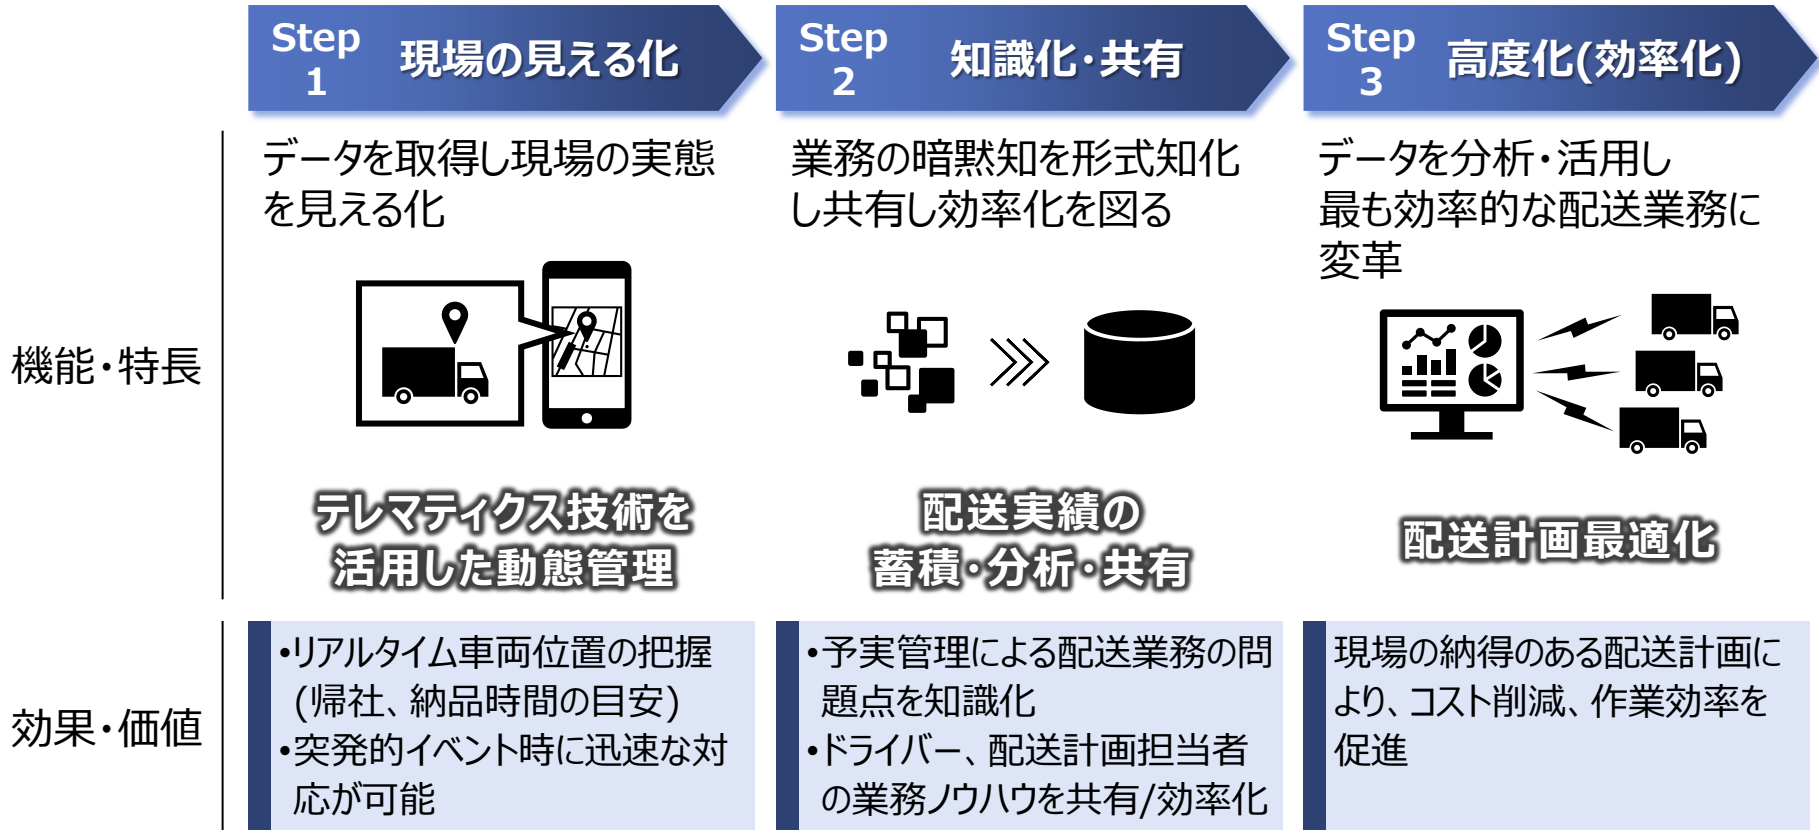 Step
1
現場の見える化
Step
2
知識化・共有
Step
3
高度化(効率化)
機能・特長
データを取得し現場の実態
を見える化
テレマティクス技術を
活用した動態管理
業務の暗黙知を形式知化
し共有し効率化を図る
配送実績の
蓄積・分析・共有
データを分析・活用し
最も効率的な配送業務に
変革
配送計画最適化
効果・価値
・リアルタイム車両位置の把握
(帰社、納品時間の目安)
・突発的イベント時に迅速な対
応が可能
・予実管理による配送業務の問
題点を知識化
・ドライバー、配送計画担当者
の業務ノウハウを共有/効率化
現場の納得のある配送計画に
より、コスト削減、作業効率を
促進